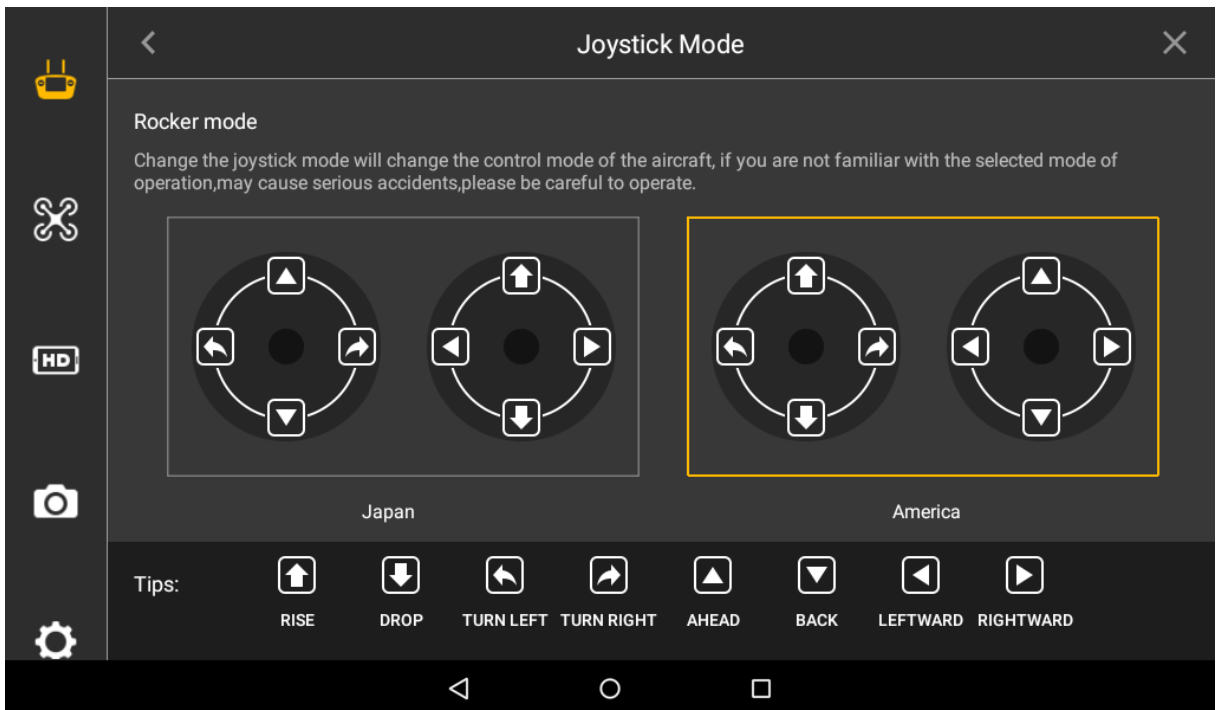 Joystick Mode
Rocker mode
Change the joystick mode will change the control mode of the aircraft, if you are not familiar with the selected mode of
operation,may cause serious accidents,please be careful to operate.
HD
Japan
America
Tips:
RISE
DROP
TURN LEFT
TURN RIGHT
AHEAD
BACK
LEFTWARD
RIGHTWARD